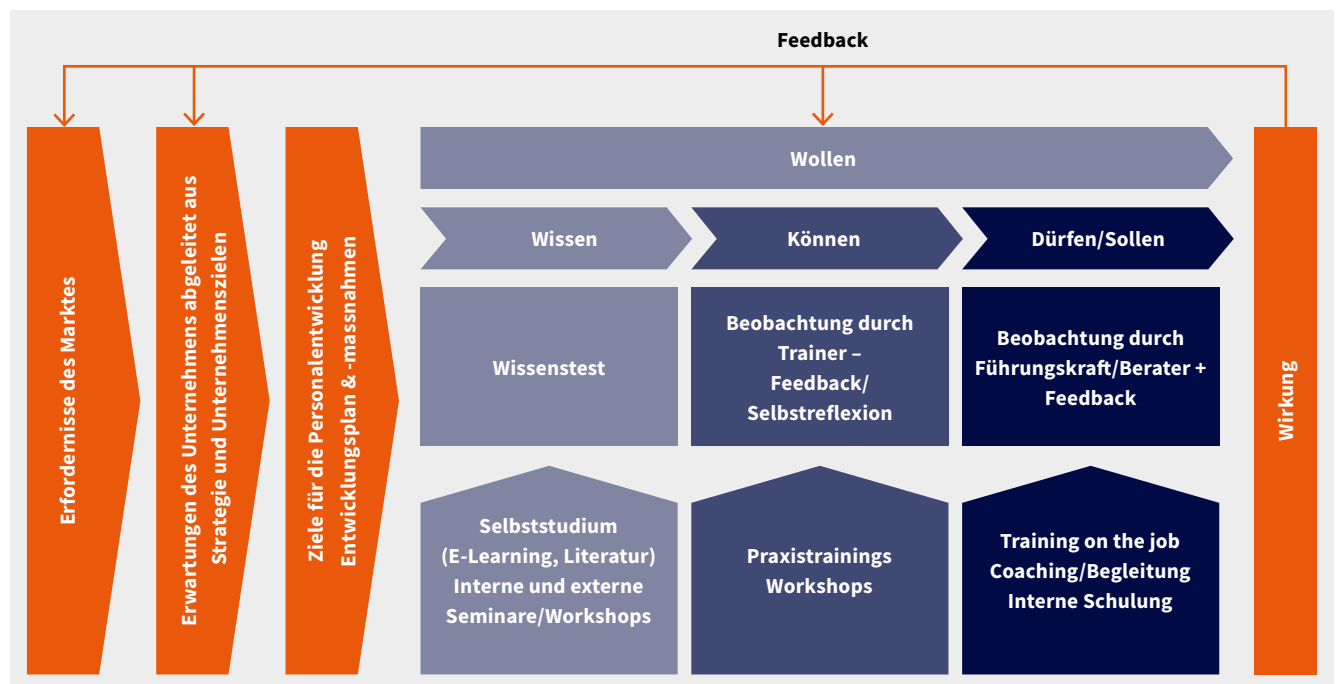 Feedback
Erfordernisse des Marktes
Erwartungen des Unternehmens abgeleitet aus
Strategie und Unternehmenszielen
Ziele für die Personalentwicklung
Entwicklungsplan & -massnahmen
Wollen
Wissen
Können
Dürfen/Sollen
Wissenstest
Beobachtung durch
Trainer –
Feedback/
Selbstreflexion
Beobachtung durch
Führungskraft/Berater +
Feedback
Selbststudium
(E-Learning, Literatur)
Interne und externe
Seminare/Workshops
Praxistrainings
Workshops
Training on the job
Coaching/Begleitung
Interne Schulung
Wirkung